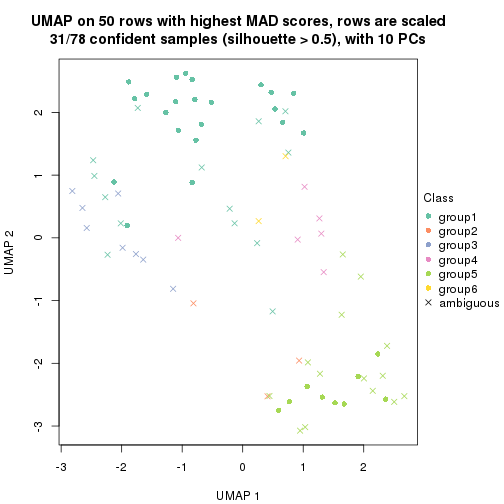 UMAP on 50 rows with highest MAD scores, rows are scaled
31/78 confident samples (silhouette > 0.5), with 10 PCs
2
1
0
-1
-2
-3
UMAP 2
-3 -2 -1 0 1 2
UMAP 1
Class
group1
group2
group3
group4
group5
group6
ambiguous